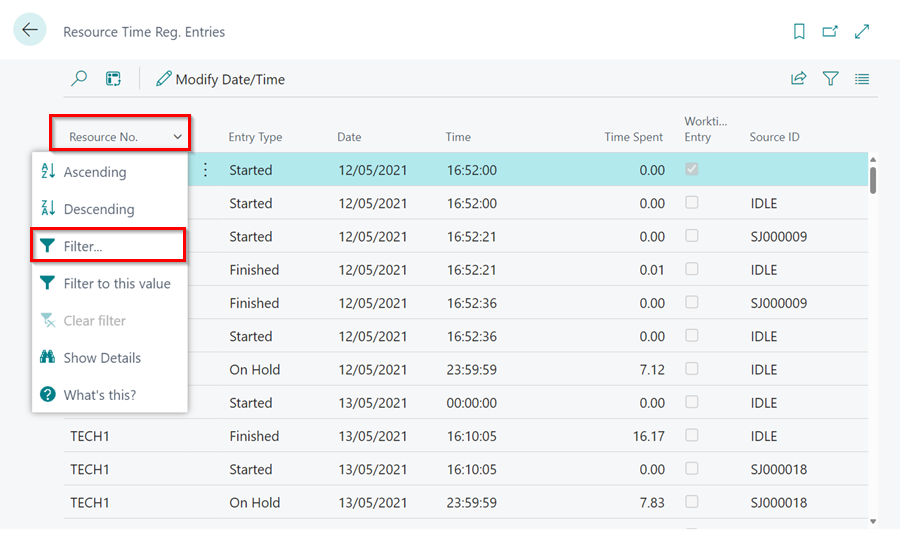 Resource Time Reg. Entries
Modify Date/Time
Resource No. Entry Type Date Time Time Spent Workti... Entry Source ID
Started 12/05/2021 16:52:00 0.00
Ascending
Started 12/05/2021 16:52:00 0.00 IDLE
Descending
Started 12/05/2021 16:52:21 0.00 SJ000009
Filter...
Finished 12/05/2021 16:52:21 0.01 IDLE
Filter to this value
Finished 12/05/2021 16:52:36 0.00 SJ000009
Clear filter
Started 12/05/2021 16:52:36 0.00 IDLE
Show Details
On Hold 12/05/2021 23:59:59 7.12 IDLE
What's this?
Started 13/05/2021 00:00:00 0.00 IDLE
TECH1 Finished 13/05/2021 16:10:05 16.17 IDLE
TECH1 Started 13/05/2021 16:10:05 0.00 SJ000018
TECH1 On Hold 13/05/2021 23:59:59 7.83 SJ000018